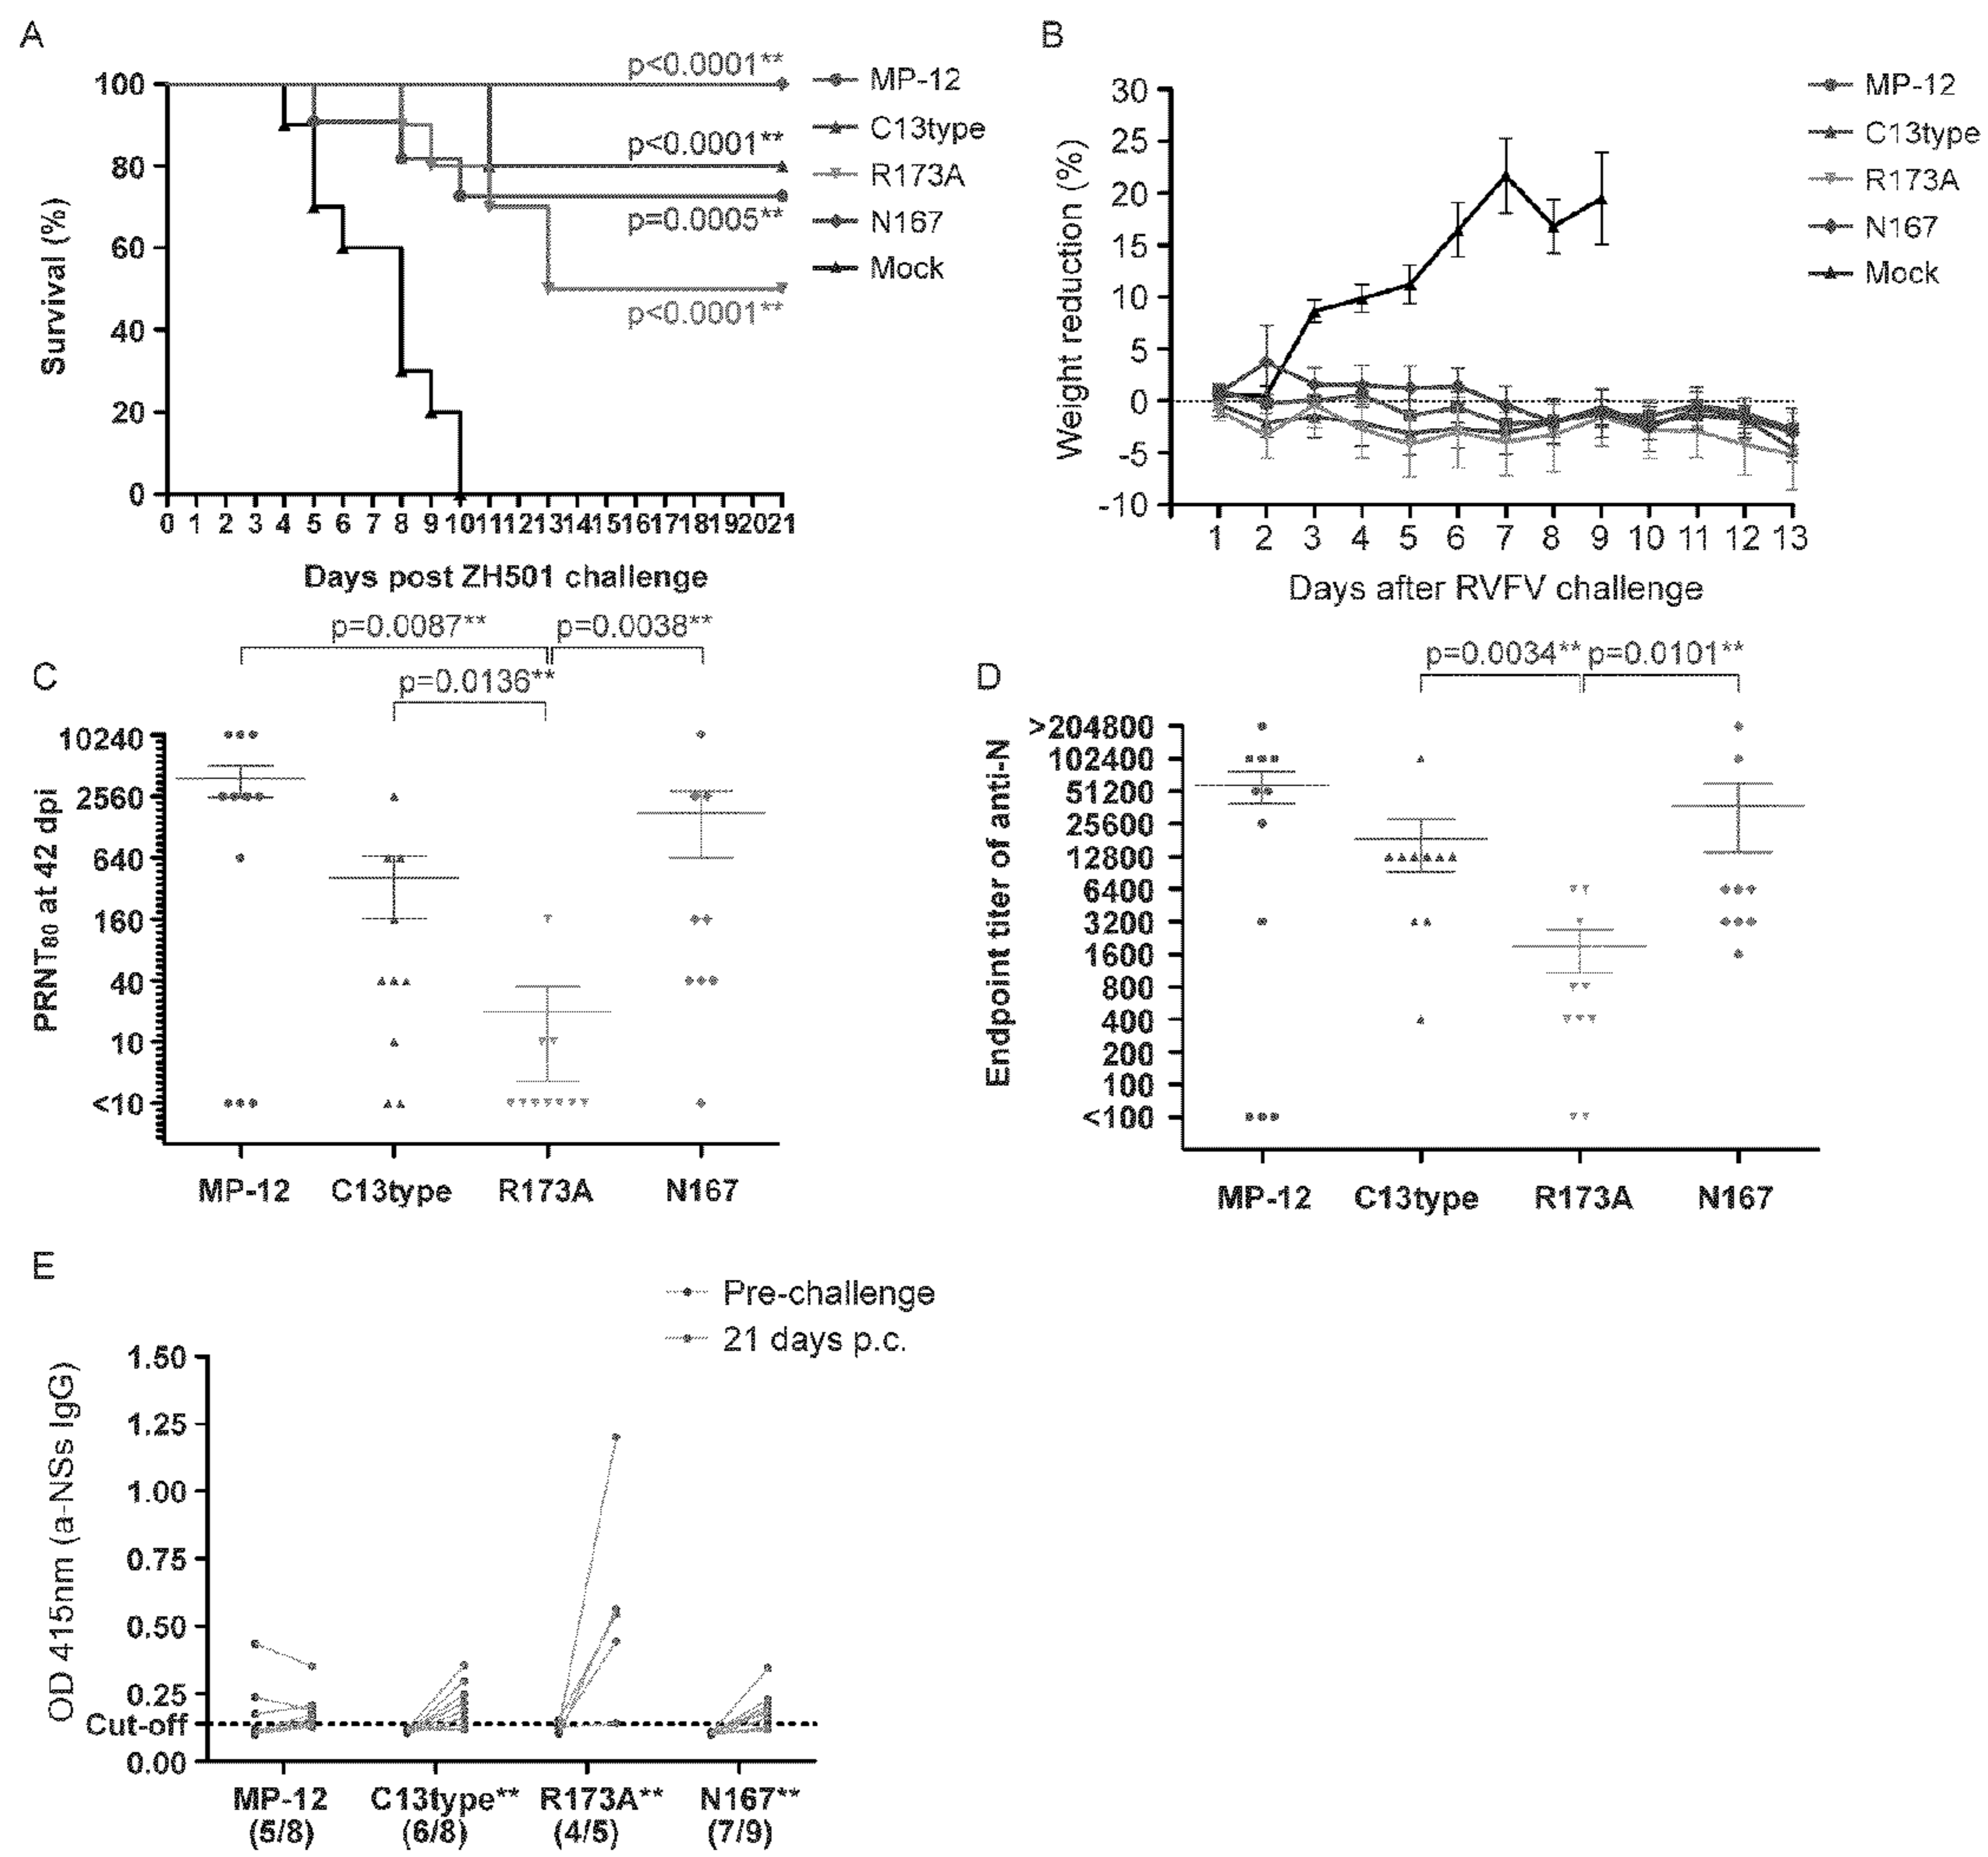 A
100
80
60
40
20
0
Survival (%)
0 1 2 3 4 5 6 7 8 9 10 11 12 13 14 15 16 17 18 19 20 21
Days post ZH501 challenge
p<0.0001**
p<0.0001**
p=0.0005**
p<0.0001**
MP-12
C13type
R173A
N167
Mock
B
30
25
20
15
10
5
0
-5
-10
Weight reduction (%)
1 2 3 4 5 6 7 8 9 10 11 12 13
Days after RVFV challenge
MP-12
C13type
R173A
N167
Mock
C
p=0.0087** p=0.0038**
p=0.0136**
10240
2560
640
160
40
10
<10
PRNT80 at 42 dpi
MP-12 C13type R173A N167
D
p=0.0034** p=0.0101**
>204800
102400
51200
25600
12800
6400
3200
1600
800
400
200
100
<100
Endpoint titer of anti-N
MP-12 C13type R173A N167
E
Pre-challenge
21 days p.c.
1.50
1.25
1.00
0.75
0.50
0.25
Cut-off
0.00
OD 415nm (a-NSs IgG)
MP-12 C13type** R173A** N167**
(5/8) (6/8) (4/5) (7/9)